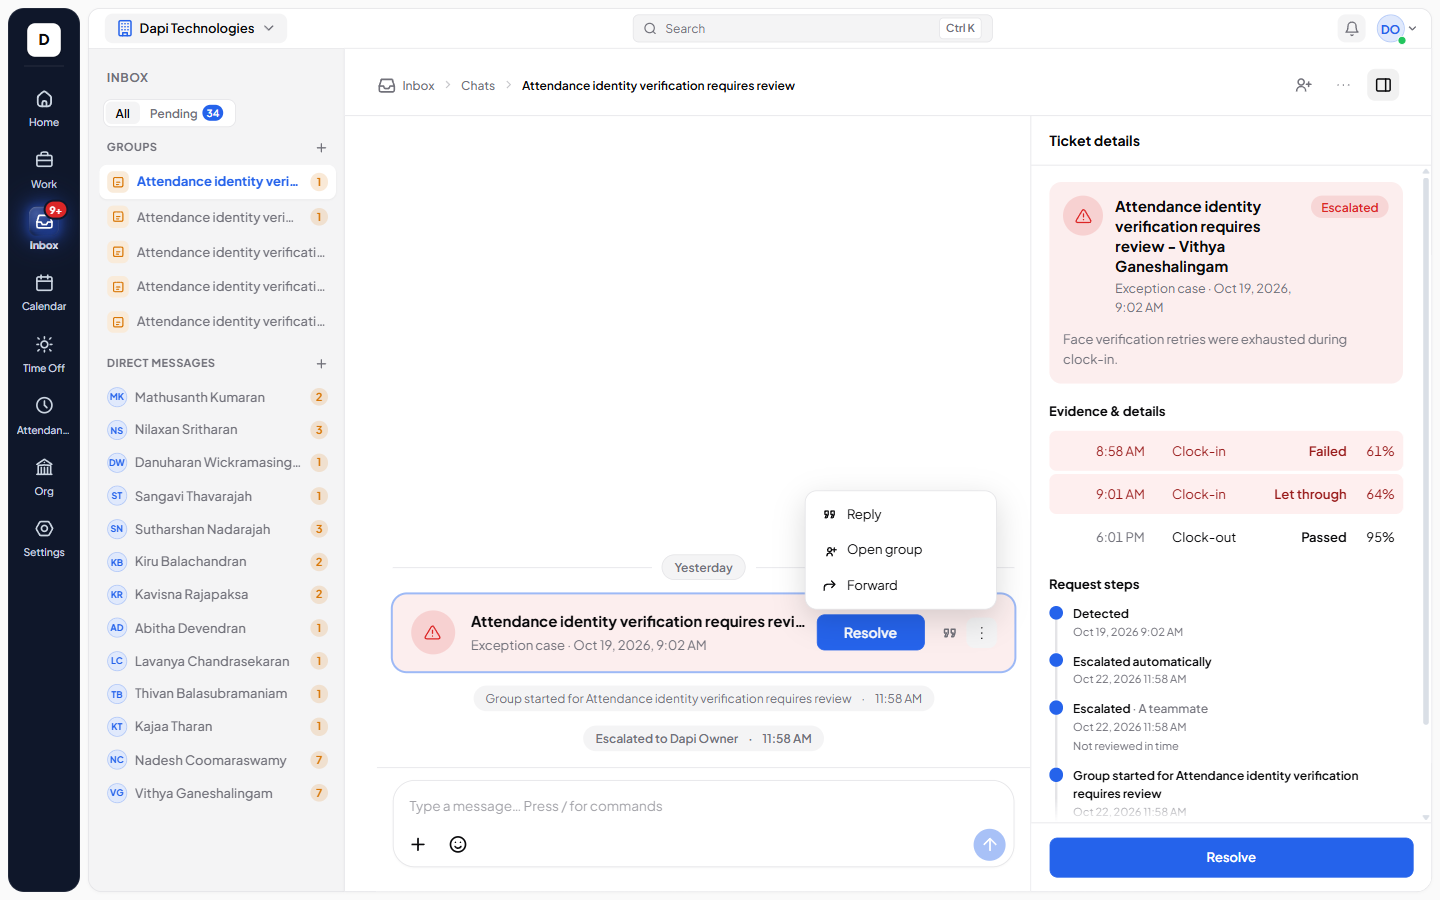 D
Dapi Technologies
Search
Ctrl K
DO
Home
Work
9+
Inbox
Calendar
Time Off
Attendan...
Org
Settings
INBOX
All
Pending 34
GROUPS
Attendance identity veri... 1
Attendance identity veri... 1
Attendance identity verificati...
Attendance identity verificati...
Attendance identity verificati...
DIRECT MESSAGES
MK Mathusanth Kumaran 2
NS Nilaxan Sritharan 3
DW Danuharan Wickramasing... 1
ST Sangavi Thavarajah 1
SN Sutharshan Nadarajah 3
KB Kiru Balachandran 2
KR Kavisna Rajapaksa 2
AD Abitha Devendran 1
LC Lavanya Chandrasekaran 1
TB Thivan Balasubramaniam 1
KT Kajaa Tharan 1
NC Nadesh Coomaraswamy 7
VG Vithya Ganeshalingam 7
Inbox > Chats > Attendance identity verification requires review
Reply
Open group
Forward
Yesterday
Attendance identity verification requires revi...
Exception case · Oct 19, 2026, 9:02 AM
Resolve
Group started for Attendance identity verification requires review · 11:58 AM
Escalated to Dapi Owner · 11:58 AM
Type a message... Press / for commands
Ticket details
Attendance identity
verification requires
review - Vithya
Ganeshalingam
Escalated
Exception case · Oct 19, 2026,
9:02 AM
Face verification retries were exhausted during
clock-in.
Evidence & details
8:58 AM Clock-in Failed 61%
9:01 AM Clock-in Let through 64%
6:01 PM Clock-out Passed 95%
Request steps
Detected
Oct 19, 2026 9:02 AM
Escalated automatically
Oct 22, 2026 11:58 AM
Escalated · A teammate
Oct 22, 2026 11:58 AM
Not reviewed in time
Group started for Attendance identity verification
requires review
Oct 22, 2026 11:58 AM
Resolve